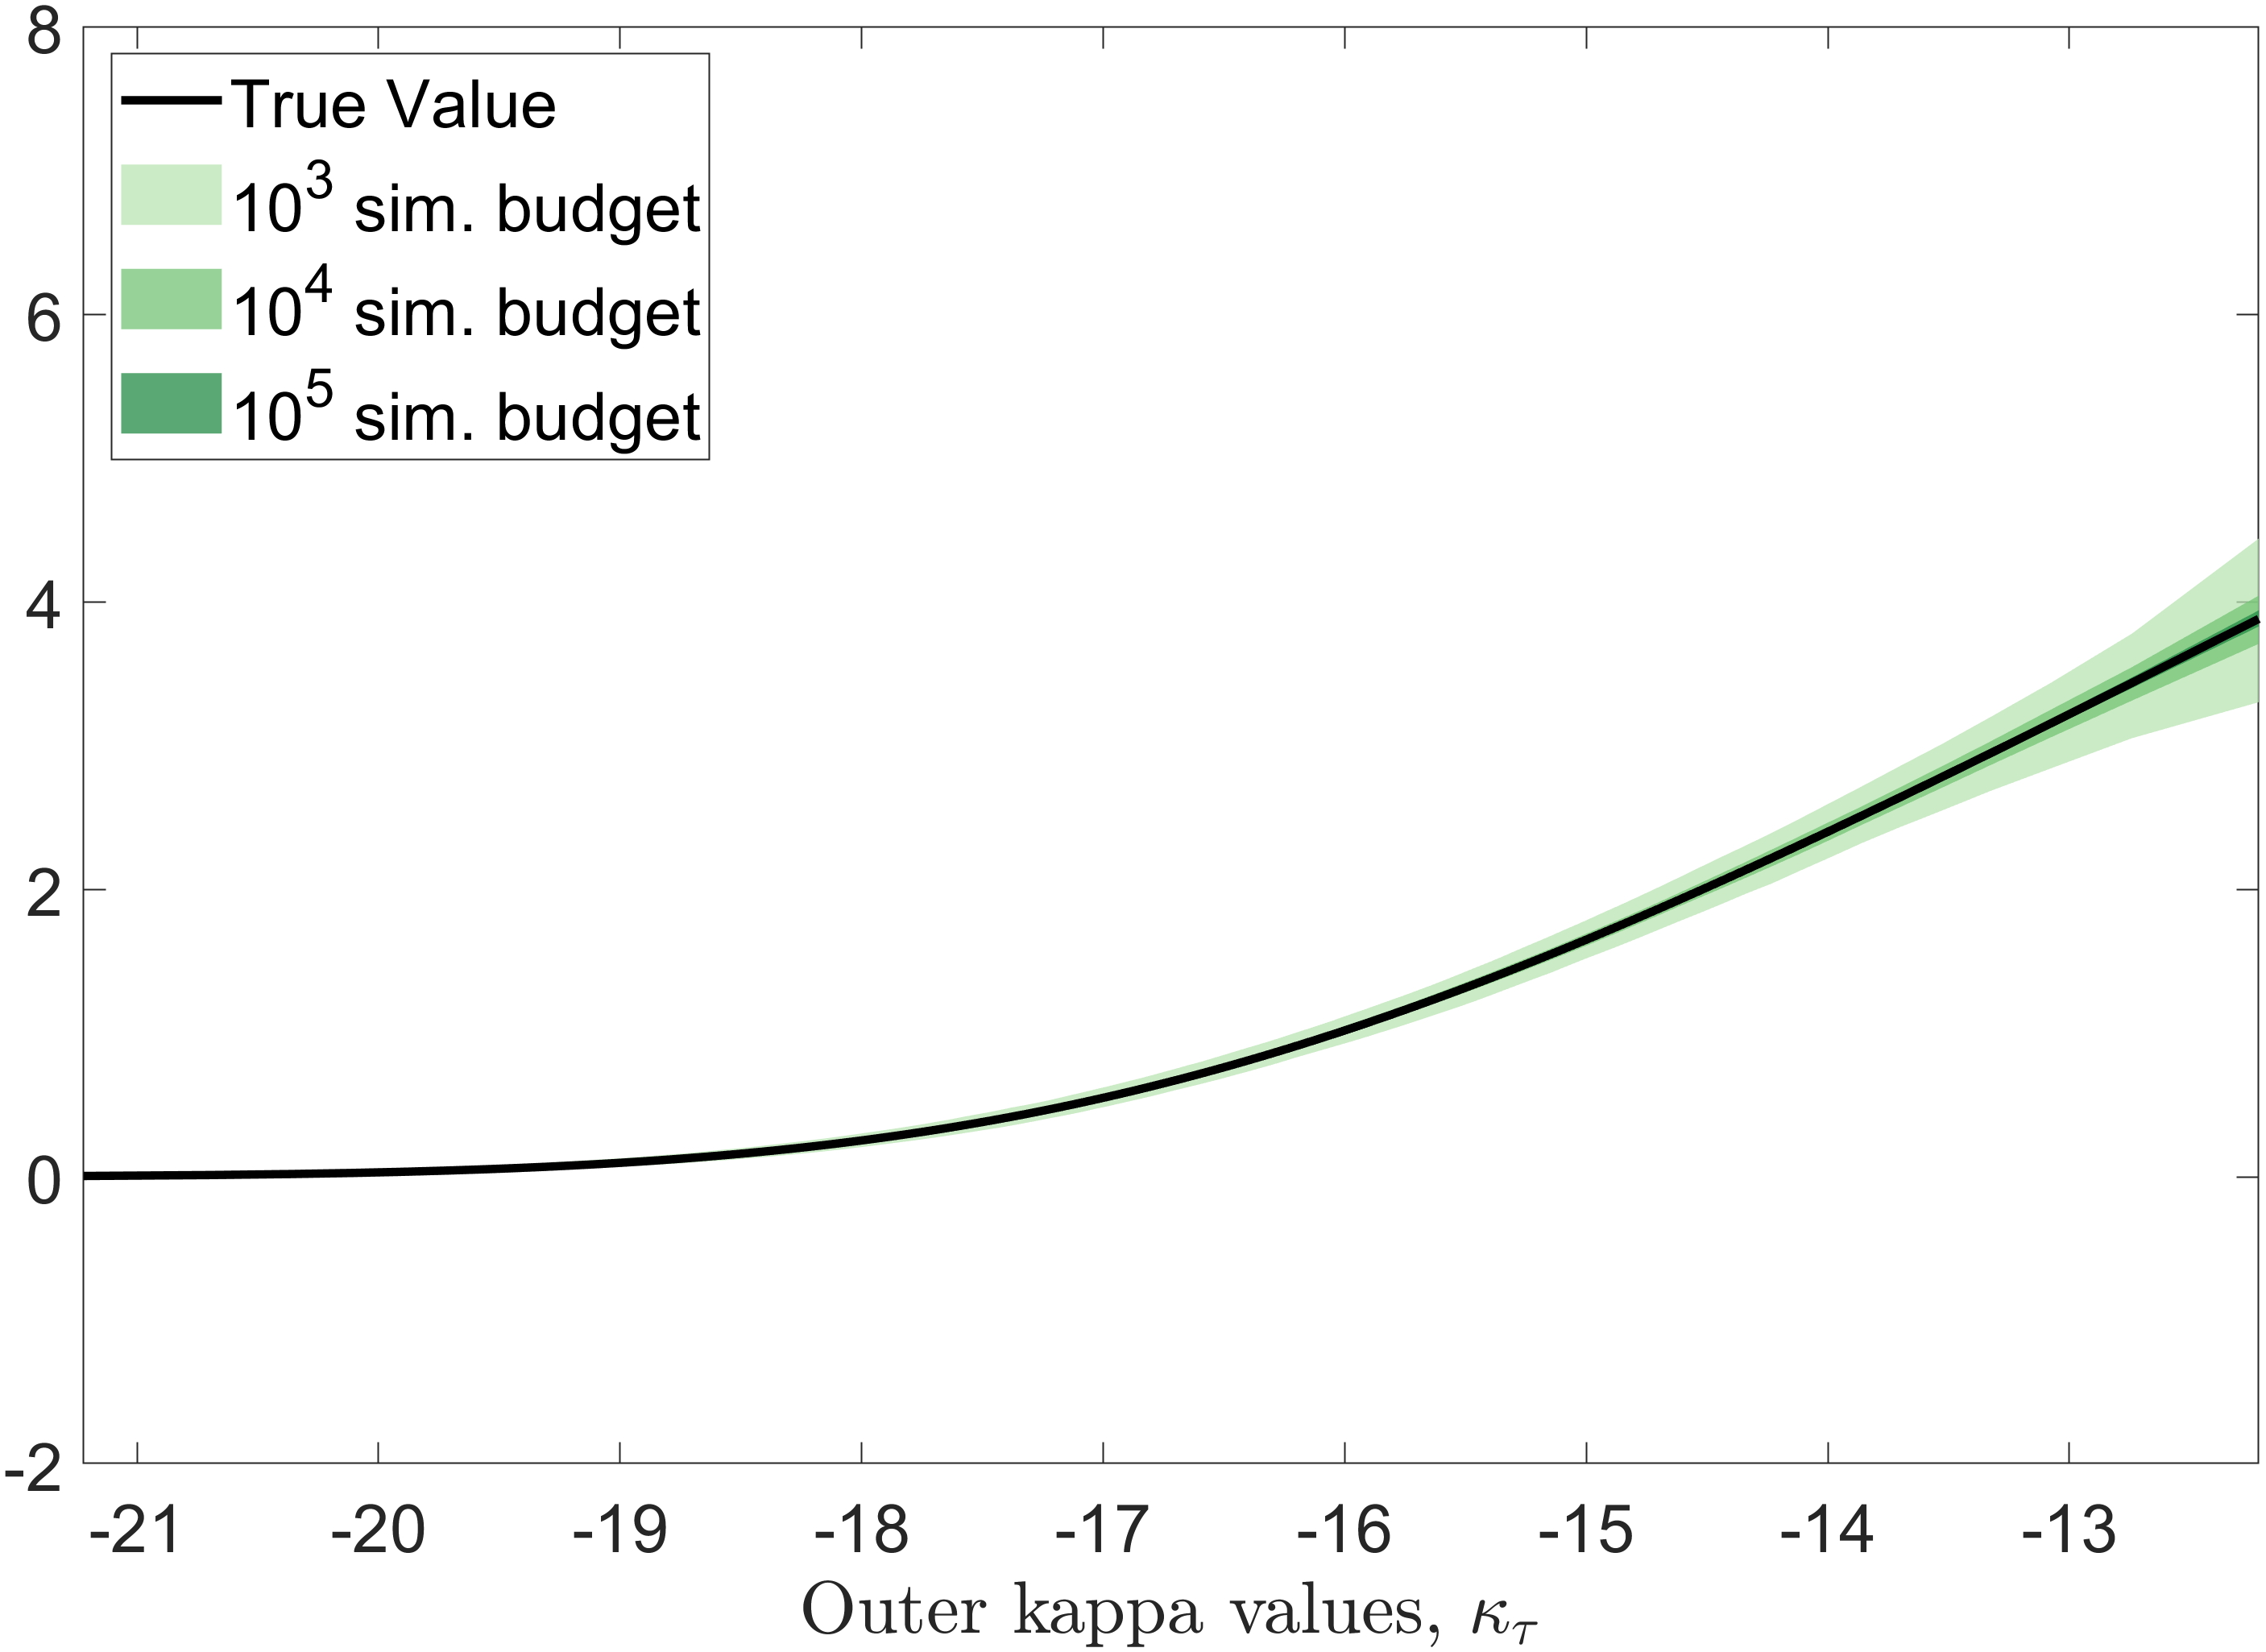 8
6
4
2
0
-2
True Value
10³ sim. budget
10⁴ sim. budget
10⁵ sim. budget
-21 -20 -19 -18 -17 -16 -15 -14 -13
Outer kappa values, κ_τ